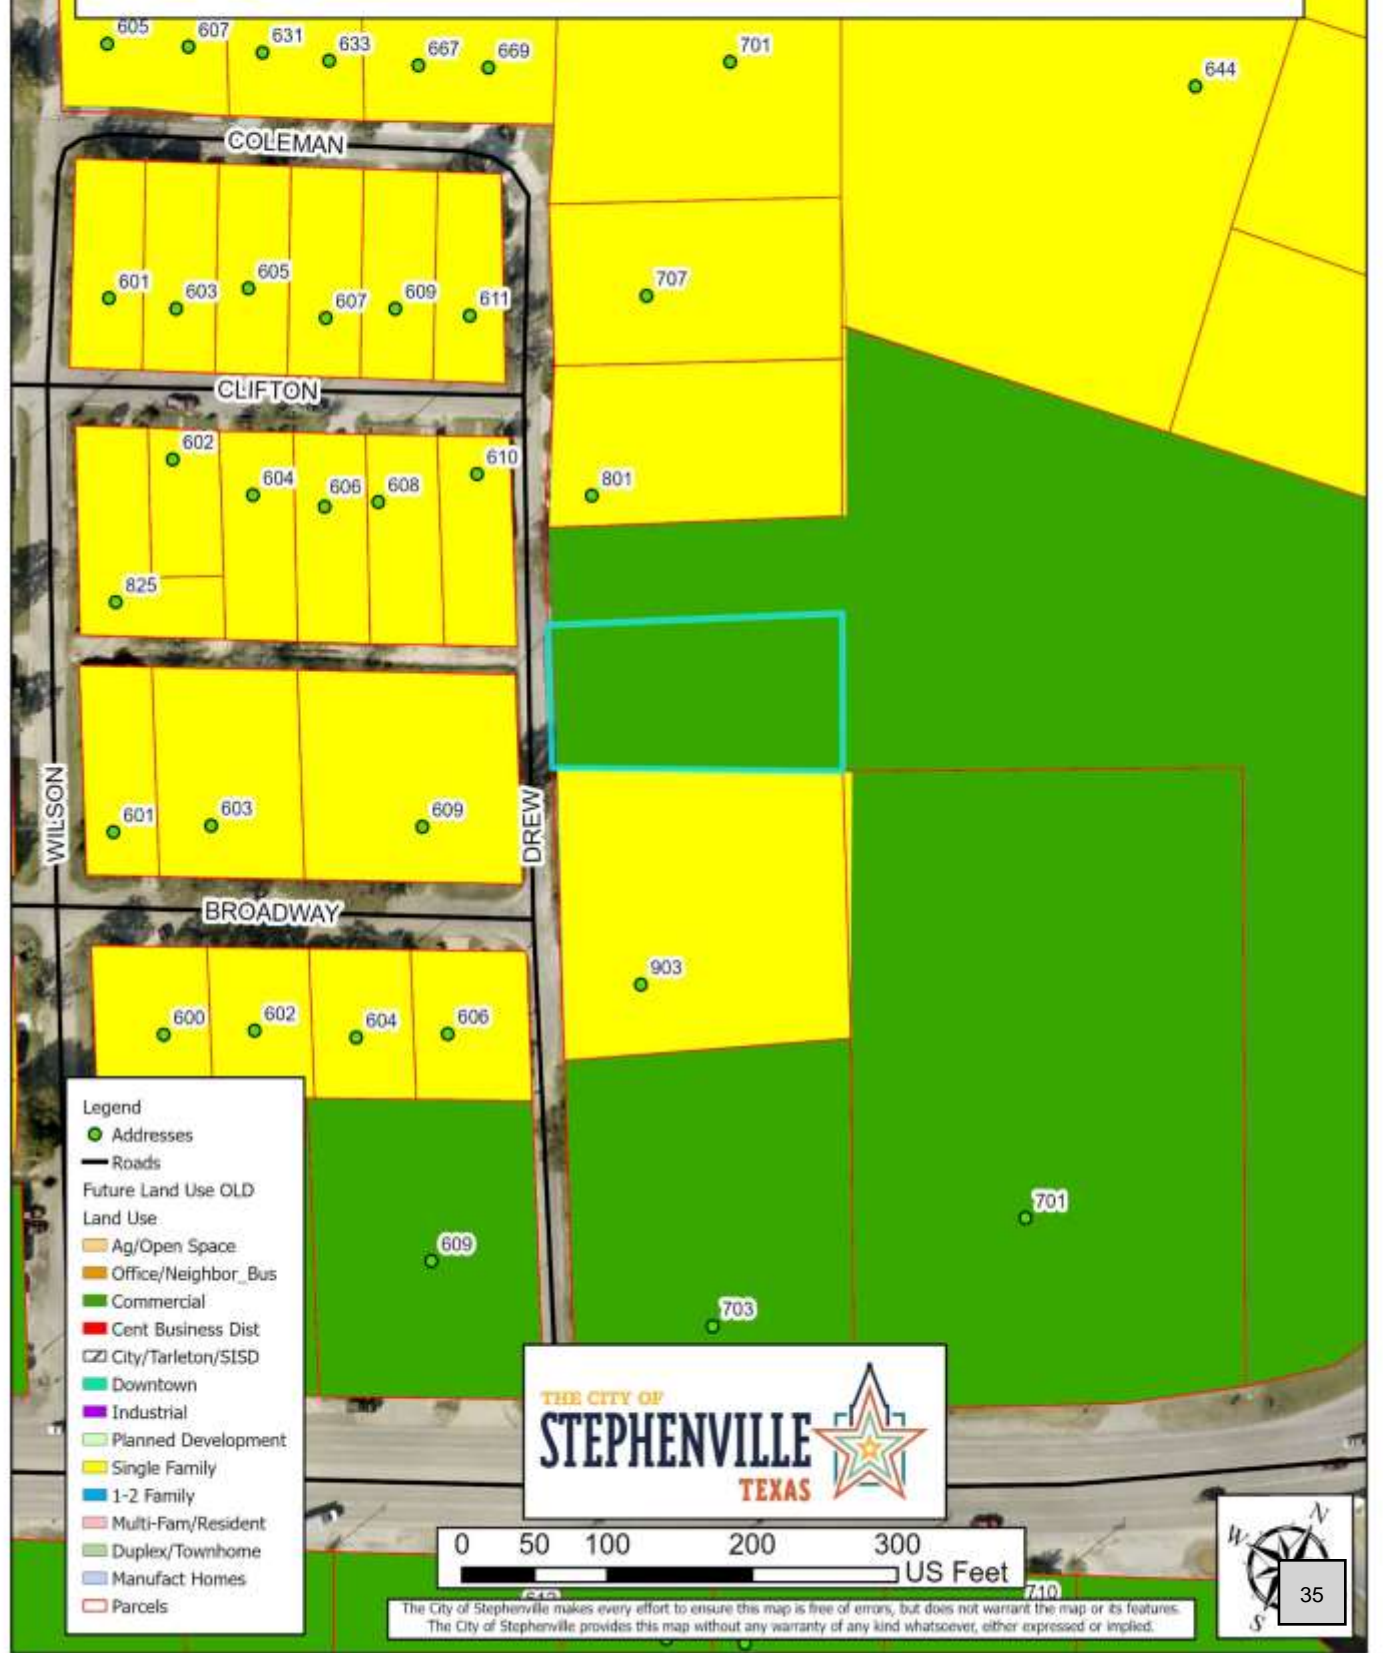 605
607
631
633
667
669
701
644
COLEMAN
601
603
605
607
609
611
707
CLIFTON
602
604
606
608
610
801
825
WILSON
601
603
609
DREW
BROADWAY
903
600
602
604
606
609
703
701
Legend
Addresses
Roads
Future Land Use OLD
Land Use
Ag/Open Space
Office/Neighbor_Bus
Commercial
Cent Business Dist
City/Tarleton/SISD
Downtown
Industrial
Planned Development
Single Family
1-2 Family
Multi-Fam/Resident
Duplex/Townhome
Manufact Homes
Parcels
THE CITY OF
STEPHENVILLE
TEXAS
0 50 100 200 300
US Feet
710
The City of Stephenville makes every effort to ensure this map is free of errors, but does not warrant the map or its features.
The City of Stephenville provides this map without any warranty of any kind whatsoever, either expressed or implied.
N
W
S
35